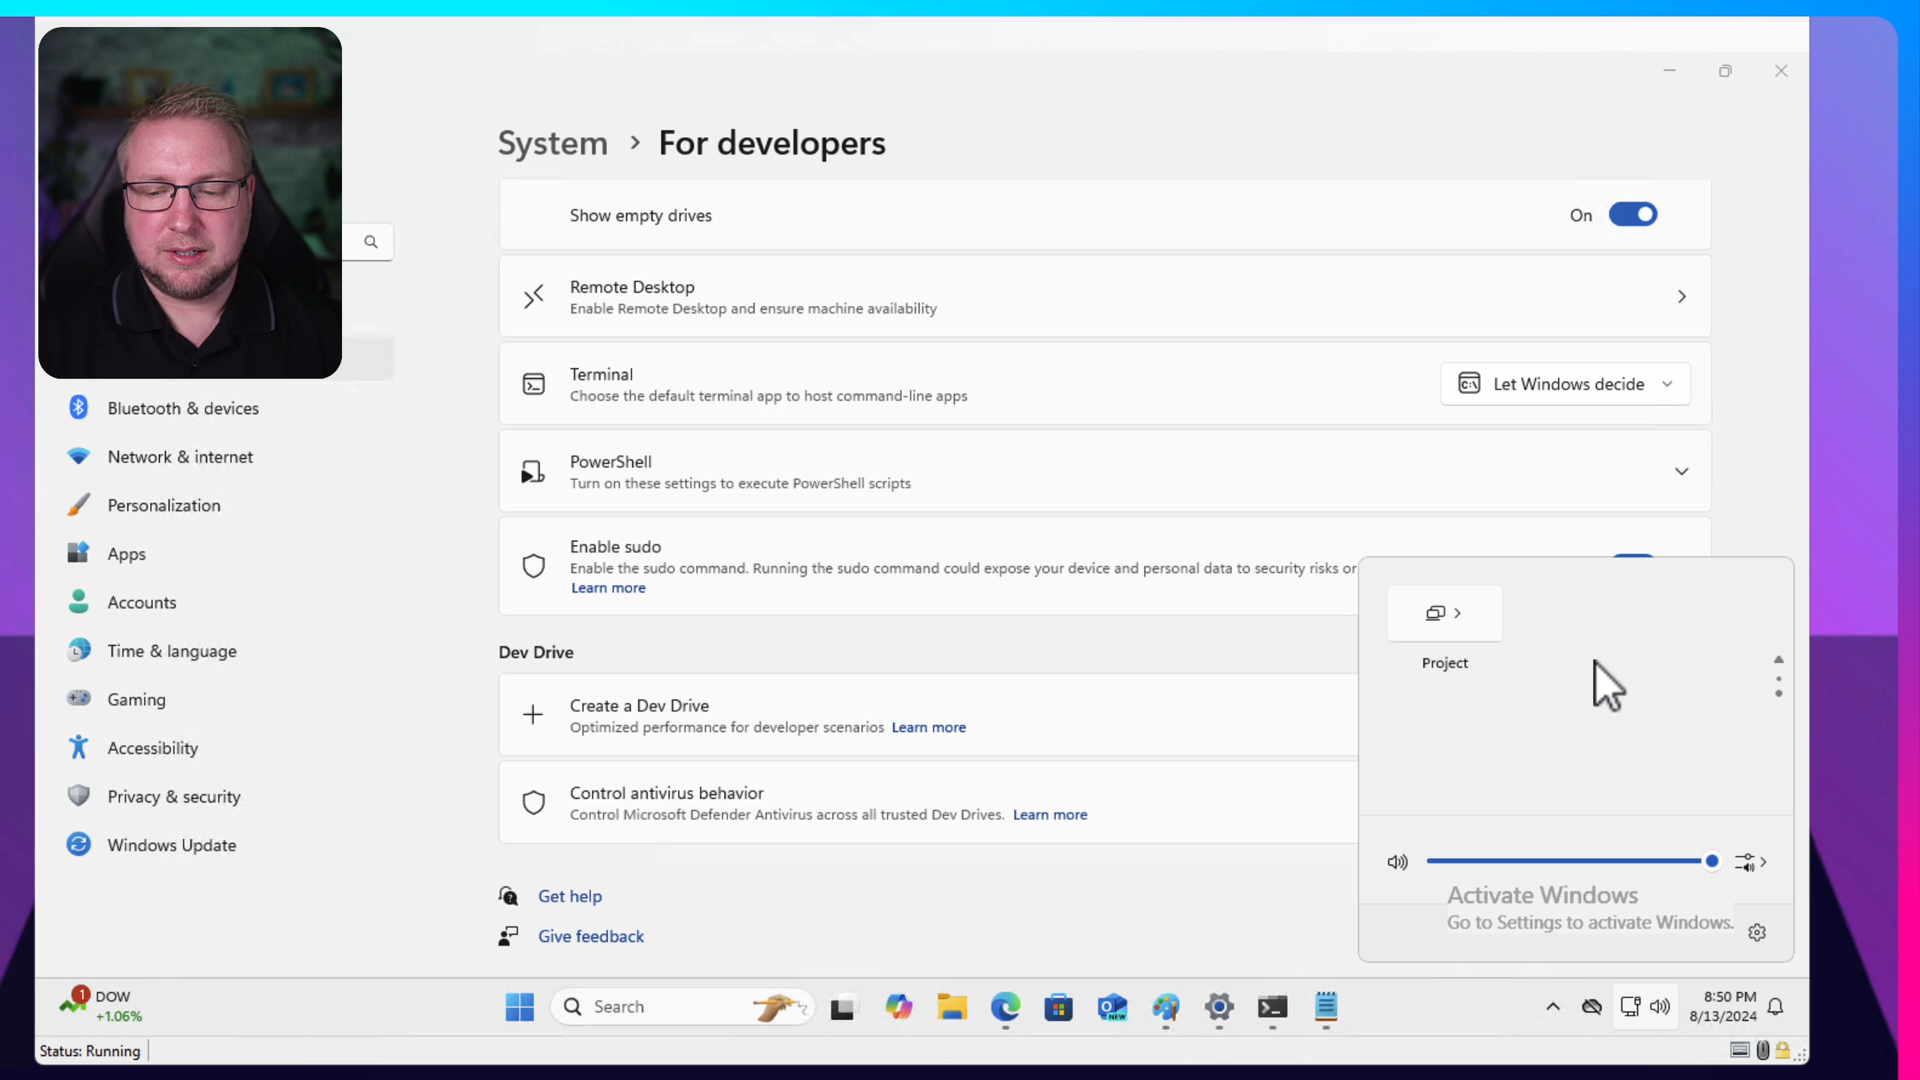 System > For developers
Show empty drives
On
Remote Desktop
Enable Remote Desktop and ensure machine availability
Terminal
Choose the default terminal app to host command-line apps
Let Windows decide
PowerShell
Turn on these settings to execute PowerShell scripts
Enable sudo
Enable the sudo command. Running the sudo command could expose your device and personal data to security risks or
Learn more
Dev Drive
Create a Dev Drive
Optimized performance for developer scenarios Learn more
Control antivirus behavior
Control Microsoft Defender Antivirus across all trusted Dev Drives. Learn more
Get help
Give feedback
Bluetooth & devices
Network & internet
Personalization
Apps
Accounts
Time & language
Gaming
Accessibility
Privacy & security
Windows Update
Project
Activate Windows
Go to Settings to activate Windows.
1
DOW
+1.06%
Search
NEW
8:50 PM
8/13/2024
Status: Running